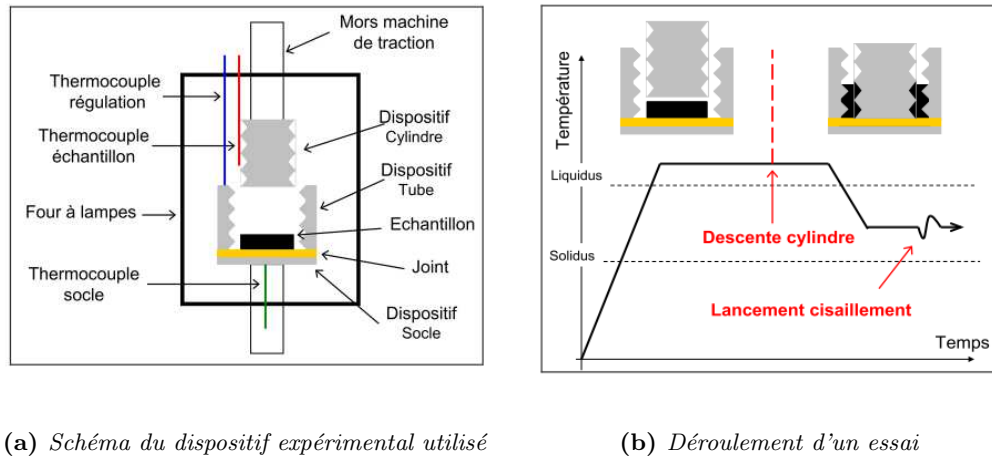 Mors machine
de traction
Thermocouple
régulation
Thermocouple
échantillon
Four à lampes
Thermocouple
socle
Dispositif
Cylindre
Dispositif
Tube
Echantillon
Joint
Dispositif
Socle
(a) Schéma du dispositif expérimental utilisé
Température
Liquidus
Solidus
Descente cylindre
Lancement cisaillement
Temps
(b) Déroulement d'un essai